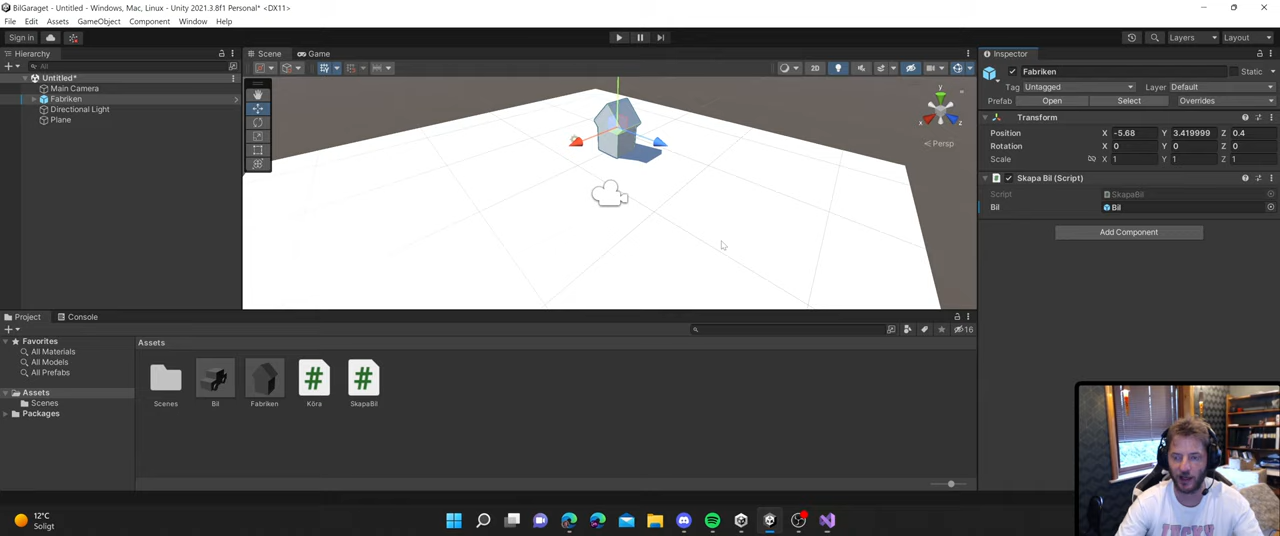 BilGaraget - Untitled - Windows, Mac, Linux - Unity 2021.3.8f1 Personal* <DX11>
File Edit Assets GameObject Component Window Help
Sign in
Layers
Layout
Hierarchy
All
Untitled*
Main Camera
Fabriken
Directional Light
Plane
Scene
Game
2D
y
x
z
Persp
Inspector
Fabriken
Static
Tag Untagged Layer Default
Prefab Open Select Overrides
Transform
Position X -5.68 Y 3.419999 Z 0.4
Rotation X 0 Y 0 Z 0
Scale X 1 Y 1 Z 1
Skapa Bil (Script)
Script SkapaBil
Bil Bil
Add Component
Project
Console
16
Favorites
All Materials
All Models
All Prefabs
Assets
Scenes
Packages
Assets
Scenes
Bil
Fabriken
Köra
SkapaBil
12°C
Soligt
LUCKY